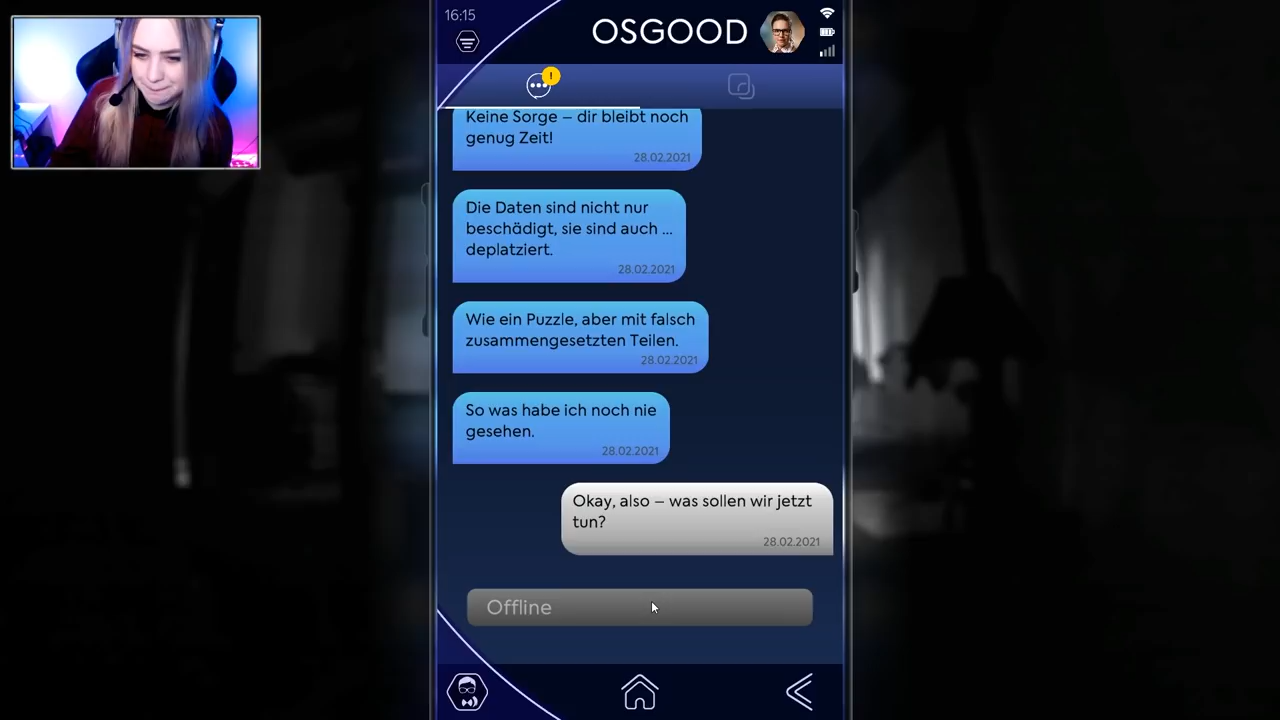 16:15
OSGOOD
!
Keine Sorge – dir bleibt noch
genug Zeit!
28.02.2021
Die Daten sind nicht nur
beschädigt, sie sind auch ...
deplatziert.
28.02.2021
Wie ein Puzzle, aber mit falsch
zusammengesetzten Teilen.
28.02.2021
So was habe ich noch nie
gesehen.
28.02.2021
Okay, also – was sollen wir jetzt
tun?
28.02.2021
Offline